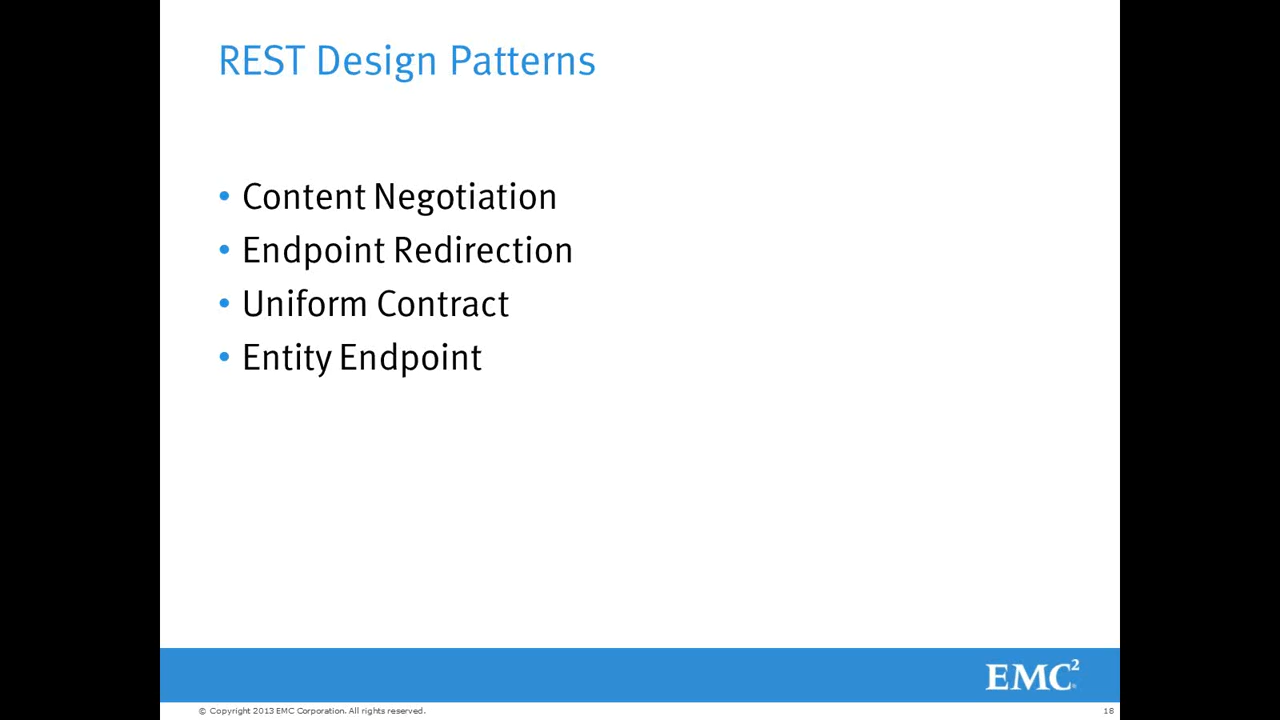 REST Design Patterns
• Content Negotiation
• Endpoint Redirection
• Uniform Contract
• Entity Endpoint
EMC²
© Copyright 2013 EMC Corporation. All rights reserved.
18